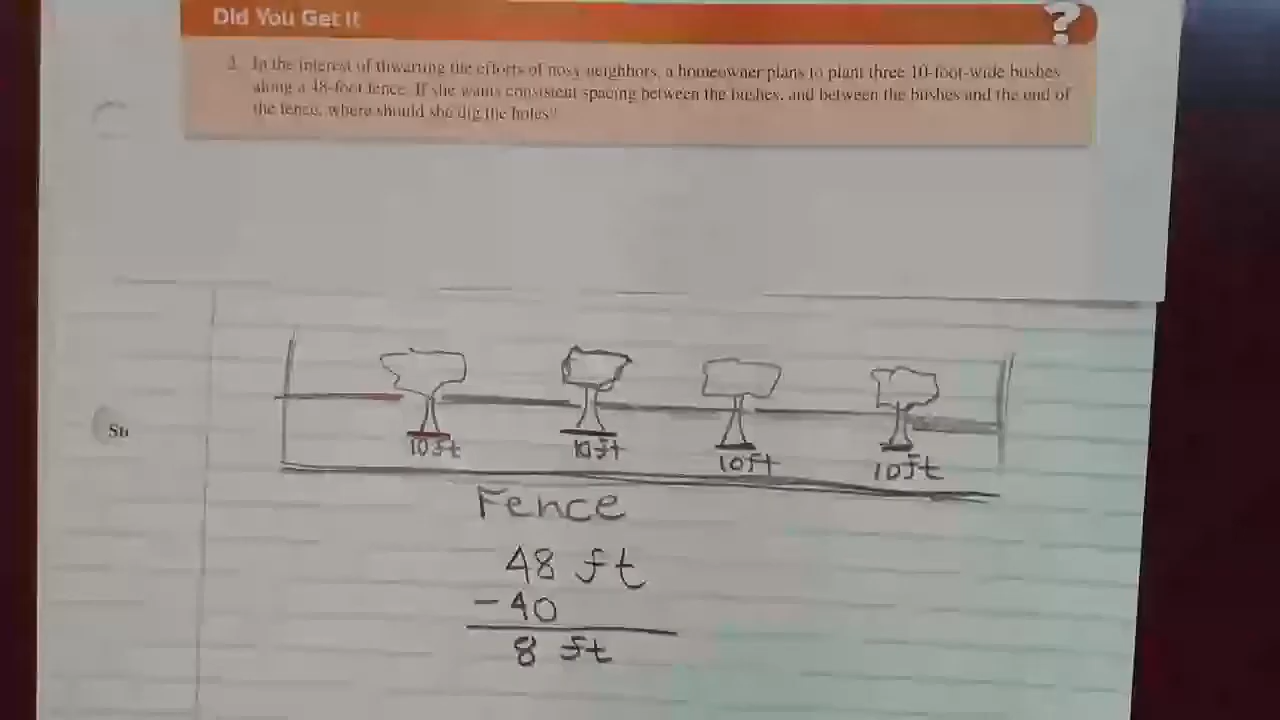 Did You Get It
?
3. In the interest of thwarting the efforts of nosy neighbors, a homeowner plans to plant three 10-foot-wide bushes
along a 48-foot fence. If she wants consistent spacing between the bushes, and between the bushes and the end of
the fence, where should she dig the holes?
Su
10ft 10ft 10ft 10ft
Fence
48 ft
-40
8 ft